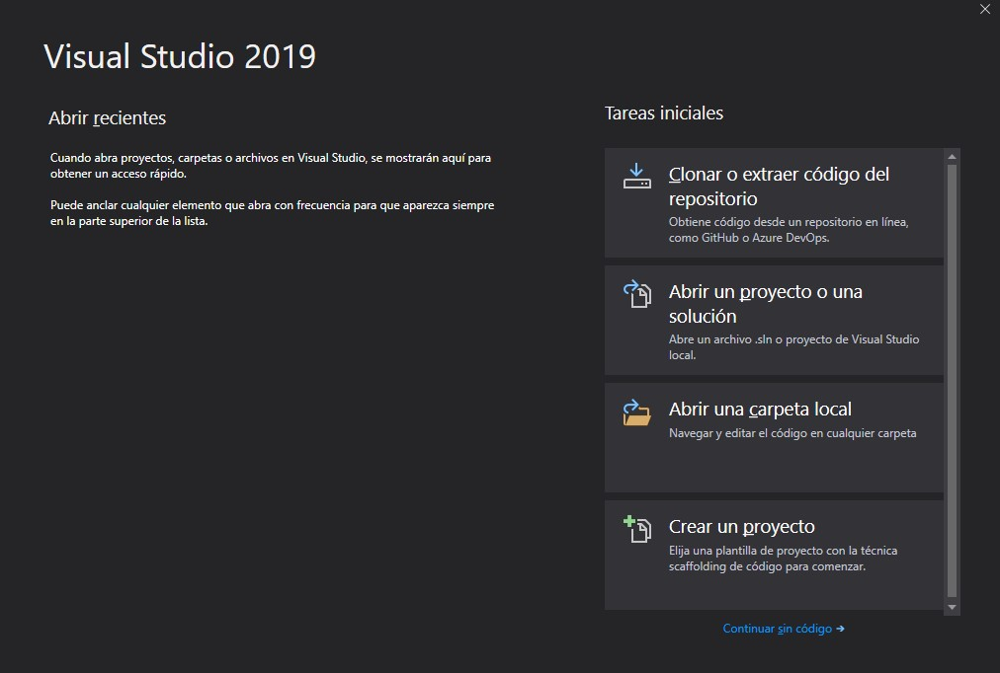 Visual Studio 2019
Abrir recientes
Cuando abra proyectos, carpetas o archivos en Visual Studio, se mostrarán aquí para
obtener un acceso rápido.
Puede anclar cualquier elemento que abra con frecuencia para que aparezca siempre
en la parte superior de la lista.
Tareas iniciales
Clonar o extraer código del
repositorio
Obtiene código desde un repositorio en línea,
como GitHub o Azure DevOps.
Abrir un proyecto o una
solución
Abre un archivo .sln o proyecto de Visual Studio
local.
Abrir una carpeta local
Navegar y editar el código en cualquier carpeta
Crear un proyecto
Elija una plantilla de proyecto con la técnica
scaffolding de código para comenzar.
Continuar sin código →